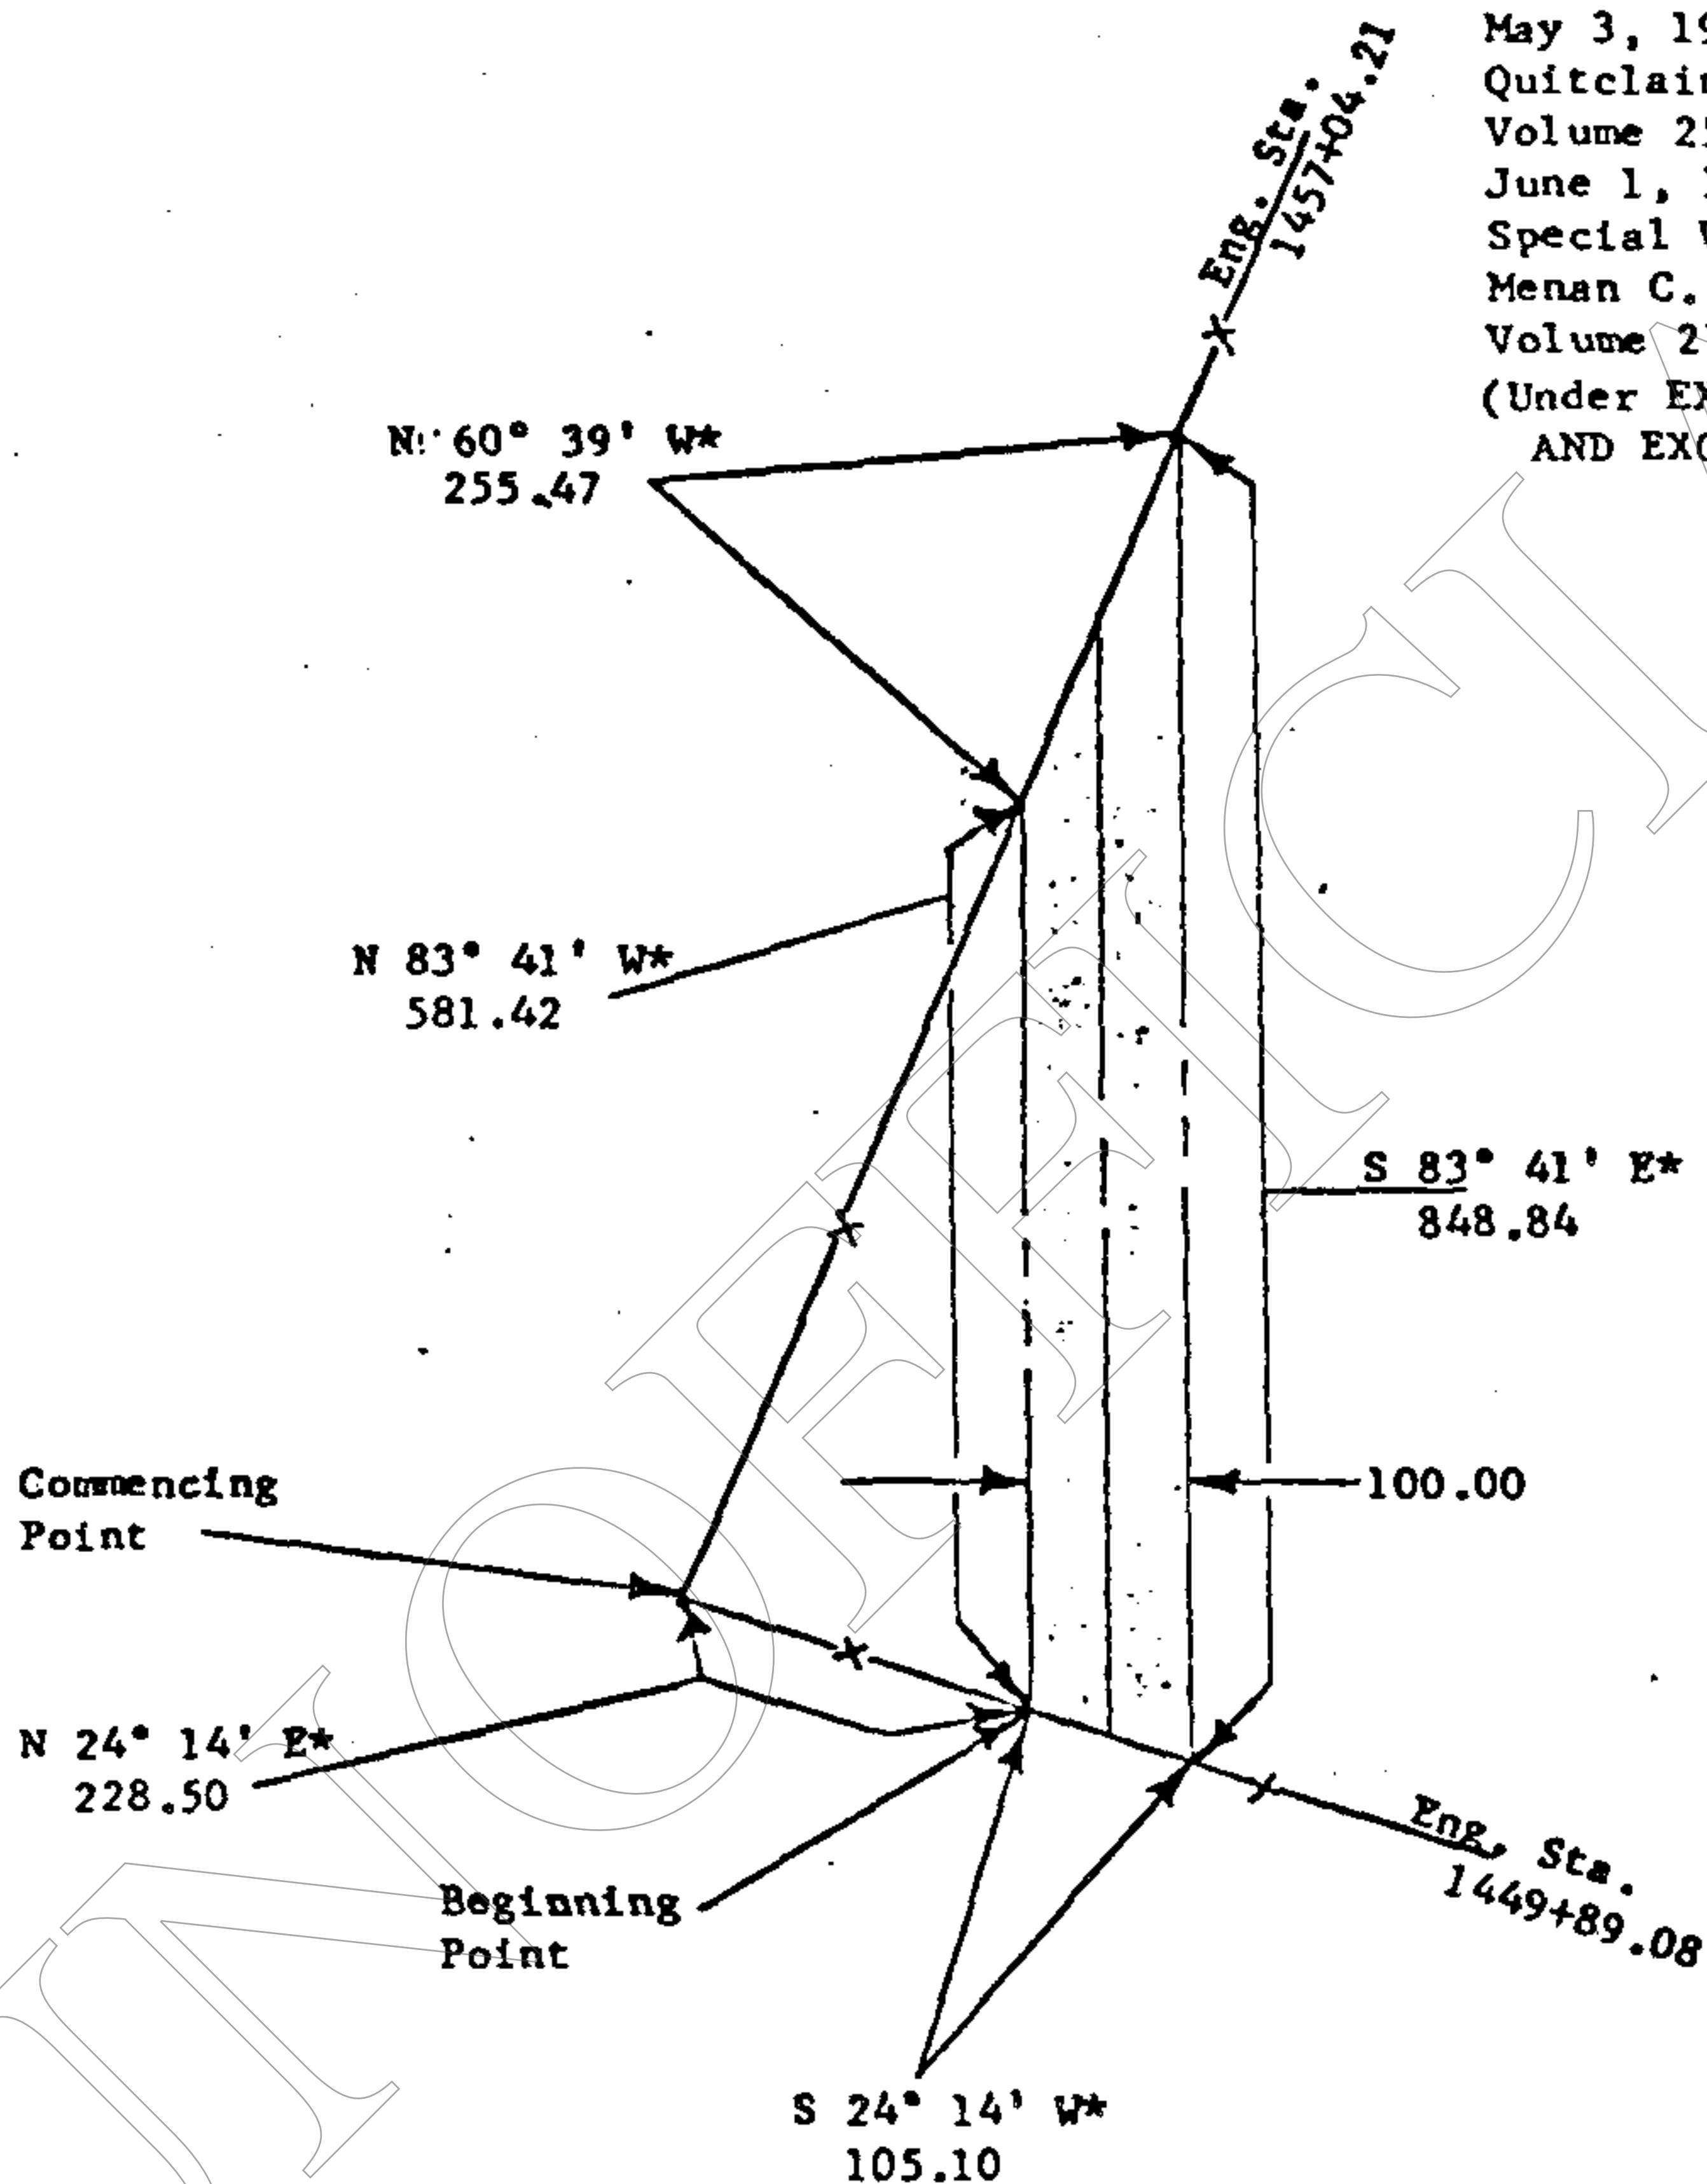 May 3, 19
Quitclai
Volume 2
June 1,
Special
Menan C.
Volume 2
(Under EX
AND EXC
Eng. Sta.
1457+04.21
N 60° 39' W*
255.47
N 83° 41' W*
581.42
S 83° 41' E*
848.84
Commencing
Point
100.00
N 24° 14' E*
228.50
Beginning
Point
Eng. Sta.
1449+89.08
S 24° 14' W*
105.10
UNOFFICI